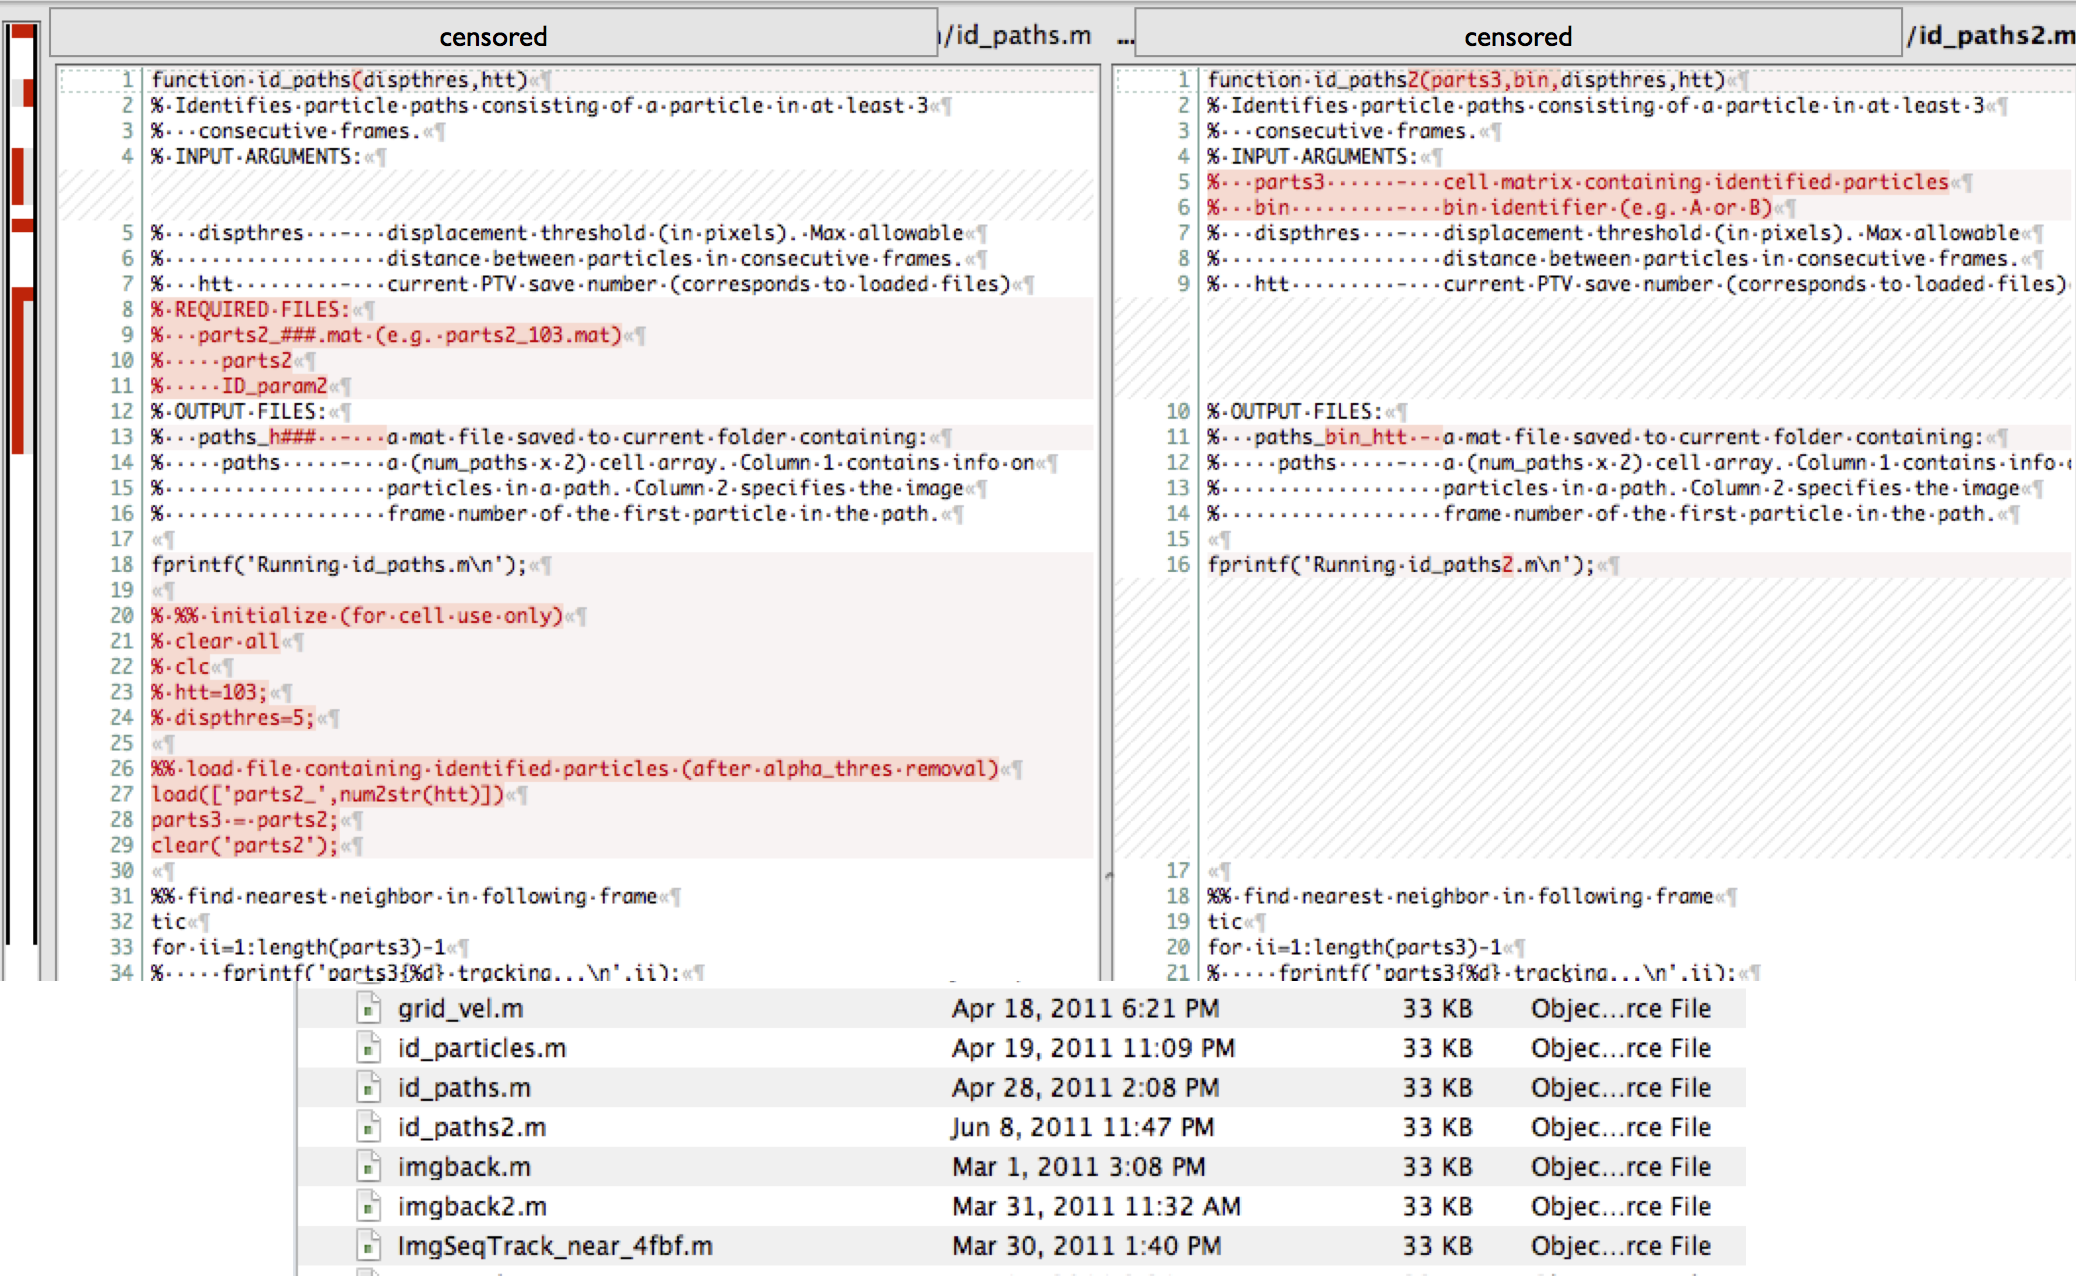 censored
/id_paths.m
1 function id_paths(dispthres,htt)
2 % Identifies particle paths consisting of a particle in at least 3
3 %   consecutive frames.
4 % INPUT ARGUMENTS:
5 %   dispthres   -   displacement threshold (in pixels). Max allowable
6 %                   distance between particles in consecutive frames.
7 %   htt         -   current PTV save number (corresponds to loaded files)
8 % REQUIRED FILES:
9 %   parts2_###.mat (e.g. parts2_103.mat)
10 %     parts2
11 %     ID_param2
12 % OUTPUT FILES:
13 %   paths_h###  -   a mat file saved to current folder containing:
14 %     paths     -   a (num_paths x 2) cell array. Column 1 contains info on
15 %                   particles in a path. Column 2 specifies the image
16 %                   frame number of the first particle in the path.
17
18 fprintf('Running id_paths.m\n');
19
20 % %% initialize (for cell use only)
21 % clear all
22 % clc
23 % htt=103;
24 % dispthres=5;
25
26 %% load file containing identified particles (after alpha_thres removal)
27 load(['parts2_',num2str(htt)])
28 parts3 = parts2;
29 clear('parts2');
30
31 %% find nearest neighbor in following frame
32 tic
33 for ii=1:length(parts3)-1
34 %     fprintf('parts3{%d} tracking...\n',ii);
...
censored
/id_paths2.m
1 function id_paths2(parts3,bin,dispthres,htt)
2 % Identifies particle paths consisting of a particle in at least 3
3 %   consecutive frames.
4 % INPUT ARGUMENTS:
5 %   parts3      -   cell matrix containing identified particles
6 %   bin         -   bin identifier (e.g. A or B)
7 %   dispthres   -   displacement threshold (in pixels). Max allowable
8 %                   distance between particles in consecutive frames.
9 %   htt         -   current PTV save number (corresponds to loaded files)
10 % OUTPUT FILES:
11 %   paths_bin_htt - a mat file saved to current folder containing:
12 %     paths     -   a (num_paths x 2) cell array. Column 1 contains info
13 %                   particles in a path. Column 2 specifies the image
14 %                   frame number of the first particle in the path.
15
16 fprintf('Running id_paths2.m\n');
17
18 %% find nearest neighbor in following frame
19 tic
20 for ii=1:length(parts3)-1
21 %     fprintf('parts3{%d} tracking...\n',ii);
grid_vel.m Apr 18, 2011 6:21 PM 33 KB Objec...rce File
id_particles.m Apr 19, 2011 11:09 PM 33 KB Objec...rce File
id_paths.m Apr 28, 2011 2:08 PM 33 KB Objec...rce File
id_paths2.m Jun 8, 2011 11:47 PM 33 KB Objec...rce File
imgback.m Mar 1, 2011 3:08 PM 33 KB Objec...rce File
imgback2.m Mar 31, 2011 11:32 AM 33 KB Objec...rce File
ImgSeqTrack_near_4fbf.m Mar 30, 2011 1:40 PM 33 KB Objec...rce File